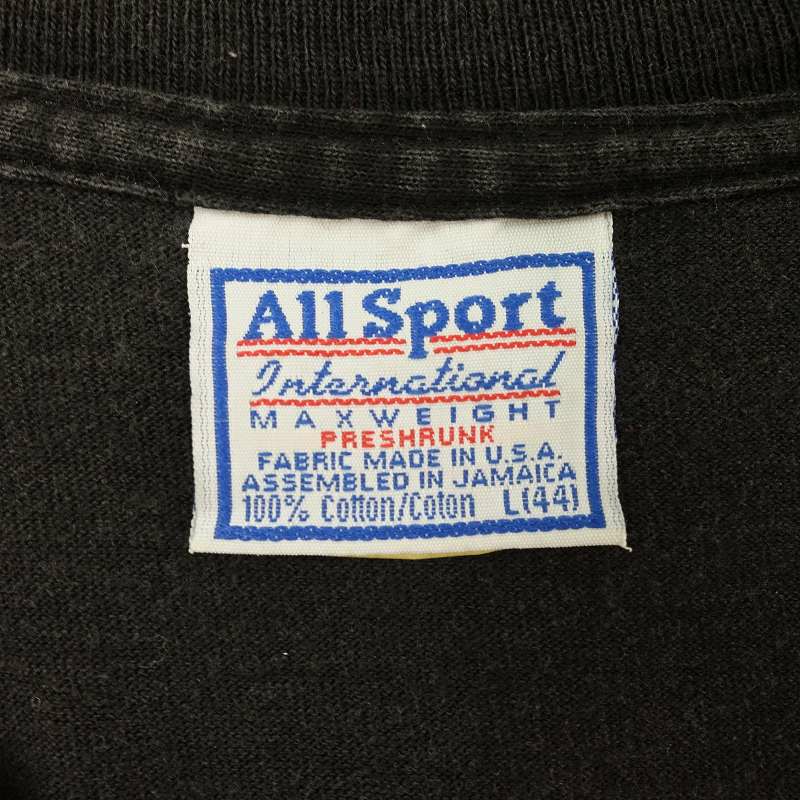 All Sport
International
MAXWEIGHT
PRESHRUNK
FABRIC MADE IN U.S.A.
ASSEMBLED IN JAMAICA
100% Cotton/Coton L(44)